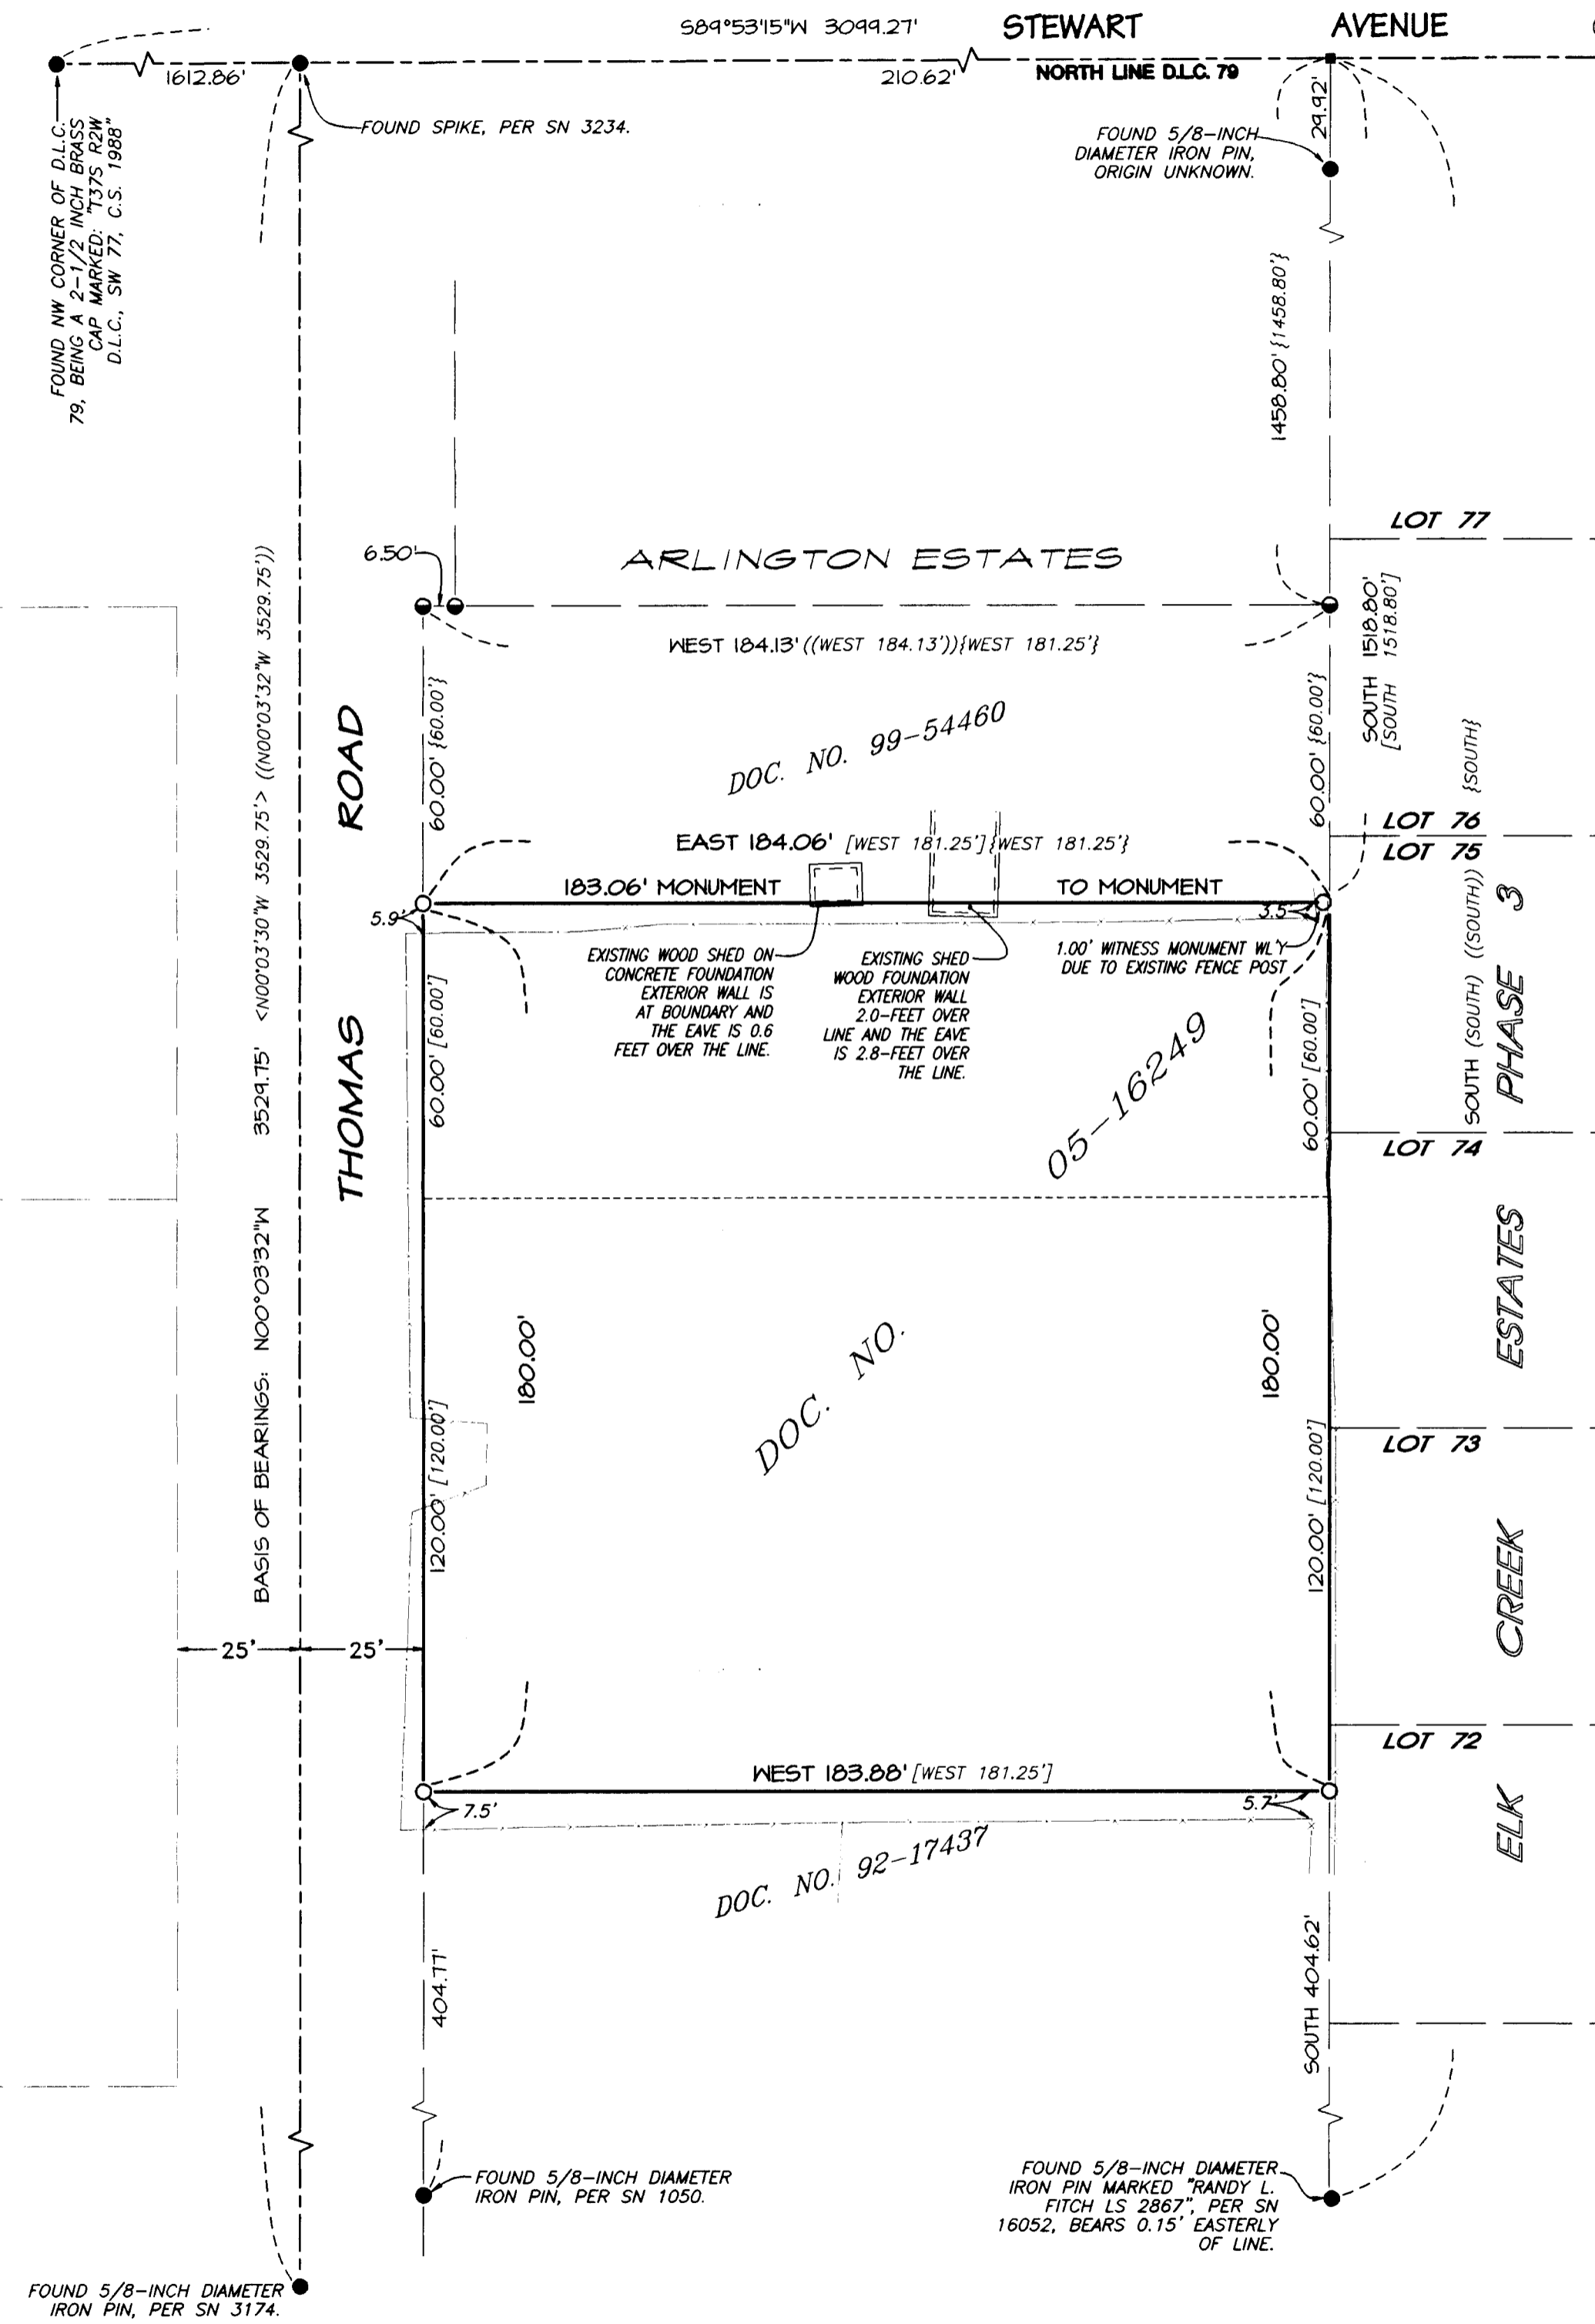 S89°53'15"W 3099.27'
STEWART AVENUE
1612.86'
210.62'
NORTH LINE D.L.C. 79
FOUND NW CORNER OF D.L.C.
79, BEING A 2-1/2 INCH BRASS
CAP MARKED: "T37S R2W
D.L.C., SW 77, C.S. 1988"
FOUND SPIKE, PER SN 3234.
FOUND 5/8-INCH
DIAMETER IRON PIN,
ORIGIN UNKNOWN.
29.92'
1458.80' {1458.80'}
LOT 77
6.50'
ARLINGTON ESTATES
WEST 184.13' ((WEST 184.13')){WEST 181.25'}
SOUTH 1518.80'
[SOUTH 1518.80']
{SOUTH}
60.00' {60.00'}
60.00' {60.00'}
DOC. NO. 99-54460
LOT 76
LOT 75
EAST 184.06' [WEST 181.25']{WEST 181.25'}
183.06' MONUMENT TO MONUMENT
5.9'
3.5'
EXISTING WOOD SHED ON
CONCRETE FOUNDATION
EXTERIOR WALL IS
AT BOUNDARY AND
THE EAVE IS 0.6
FEET OVER THE LINE.
EXISTING SHED
WOOD FOUNDATION
EXTERIOR WALL
2.0-FEET OVER
LINE AND THE EAVE
IS 2.8-FEET OVER
THE LINE.
1.00' WITNESS MONUMENT WL'Y
DUE TO EXISTING FENCE POST
60.00' [60.00']
60.00' [60.00']
SOUTH (SOUTH) ((SOUTH))
LOT 74
THOMAS ROAD
BASIS OF BEARINGS: N00°03'32"W 3529.75' <N00°03'30"W 3529.75'> ((N00°03'32"W 3529.75'))
DOC. NO. 05-16249
180.00'
180.00'
120.00' [120.00']
120.00' [120.00']
LOT 73
ELK CREEK ESTATES PHASE 3
25'
25'
LOT 72
WEST 183.88' [WEST 181.25']
7.5'
5.7'
DOC. NO. 92-17437
404.77'
SOUTH 404.62'
FOUND 5/8-INCH DIAMETER
IRON PIN, PER SN 1050.
FOUND 5/8-INCH DIAMETER
IRON PIN MARKED "RANDY L.
FITCH LS 2867", PER SN
16052, BEARS 0.15' EASTERLY
OF LINE.
FOUND 5/8-INCH DIAMETER
IRON PIN, PER SN 3174.